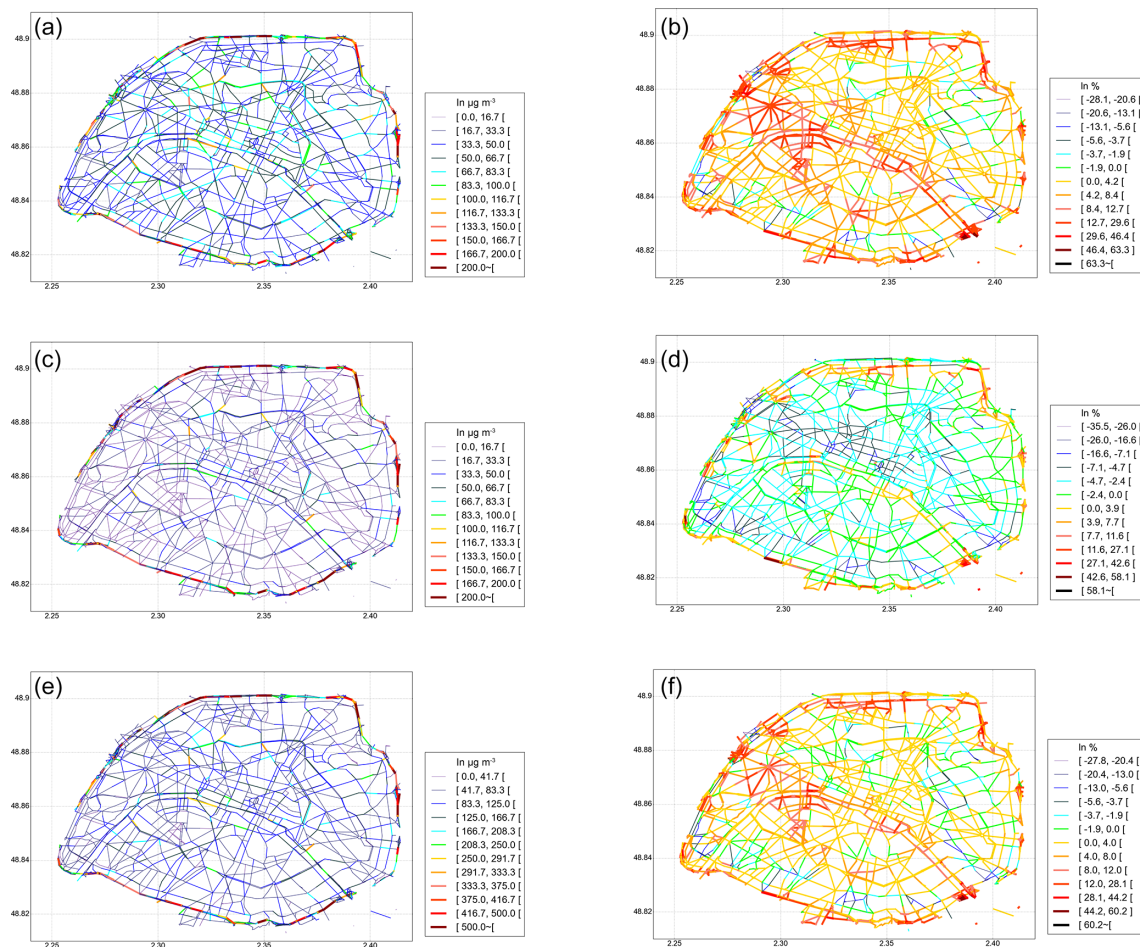 (a)
48.9
48.88
48.86
48.84
48.82
2.25
2.30
2.35
2.40
In µg m-3
[ 0.0, 16.7 [
[ 16.7, 33.3 [
[ 33.3, 50.0 [
[ 50.0, 66.7 [
[ 66.7, 83.3 [
[ 83.3, 100.0 [
[ 100.0, 116.7 [
[ 116.7, 133.3 [
[ 133.3, 150.0 [
[ 150.0, 166.7 [
[ 166.7, 200.0 [
[ 200.0~[
(b)
48.9
48.88
48.86
48.84
48.82
2.25
2.30
2.35
2.40
In %
[ -28.1, -20.6 [
[ -20.6, -13.1 [
[ -13.1, -5.6 [
[ -5.6, -3.7 [
[ -3.7, -1.9 [
[ -1.9, 0.0 [
[ 0.0, 4.2 [
[ 4.2, 8.4 [
[ 8.4, 12.7 [
[ 12.7, 29.6 [
[ 29.6, 46.4 [
[ 46.4, 63.3 ]
[ 63.3~[
(c)
48.9
48.88
48.86
48.84
48.82
2.25
2.30
2.35
2.40
In µg m-3
[ 0.0, 16.7 [
[ 16.7, 33.3 [
[ 33.3, 50.0 [
[ 50.0, 66.7 [
[ 66.7, 83.3 [
[ 83.3, 100.0 [
[ 100.0, 116.7 [
[ 116.7, 133.3 [
[ 133.3, 150.0 [
[ 150.0, 166.7 [
[ 166.7, 200.0 [
[ 200.0~[
(d)
48.9
48.88
48.86
48.84
48.82
2.25
2.30
2.35
2.40
In %
[ -35.5, -26.0 [
[ -26.0, -16.6 [
[ -16.6, -7.1 [
[ -7.1, -4.7 [
[ -4.7, -2.4 [
[ -2.4, 0.0 [
[ 0.0, 3.9 [
[ 3.9, 7.7 [
[ 7.7, 11.6 [
[ 11.6, 27.1 [
[ 27.1, 42.6 [
[ 42.6, 58.1 ]
[ 58.1~[
(e)
48.9
48.88
48.86
48.84
48.82
2.25
2.30
2.35
2.40
In µg m-3
[ 0.0, 41.7 [
[ 41.7, 83.3 [
[ 83.3, 125.0 [
[ 125.0, 166.7 [
[ 166.7, 208.3 [
[ 208.3, 250.0 [
[ 250.0, 291.7 [
[ 291.7, 333.3 [
[ 333.3, 375.0 [
[ 375.0, 416.7 [
[ 416.7, 500.0 [
[ 500.0~[
(f)
48.9
48.88
48.86
48.84
48.82
2.25
2.30
2.35
2.40
In %
[ -27.8, -20.4 [
[ -20.4, -13.0 [
[ -13.0, -5.6 [
[ -5.6, -3.7 [
[ -3.7, -1.9 [
[ -1.9, 0.0 [
[ 0.0, 4.0 [
[ 4.0, 8.0 [
[ 8.0, 12.0 [
[ 12.0, 28.1 [
[ 28.1, 44.2 [
[ 44.2, 60.2 ]
[ 60.2~[